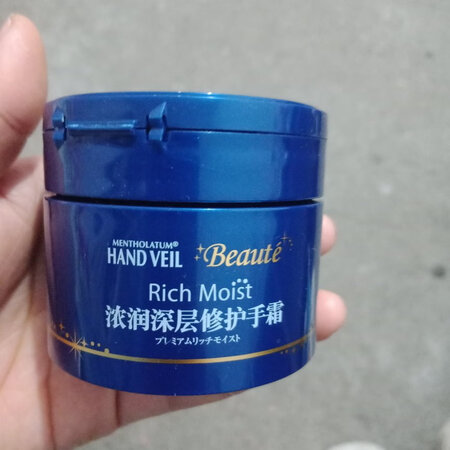 MENTHOLATUM®
HAND VEIL Beauté
Rich Moist
浓润深层修护手霜
プレミアムリッチモイスト